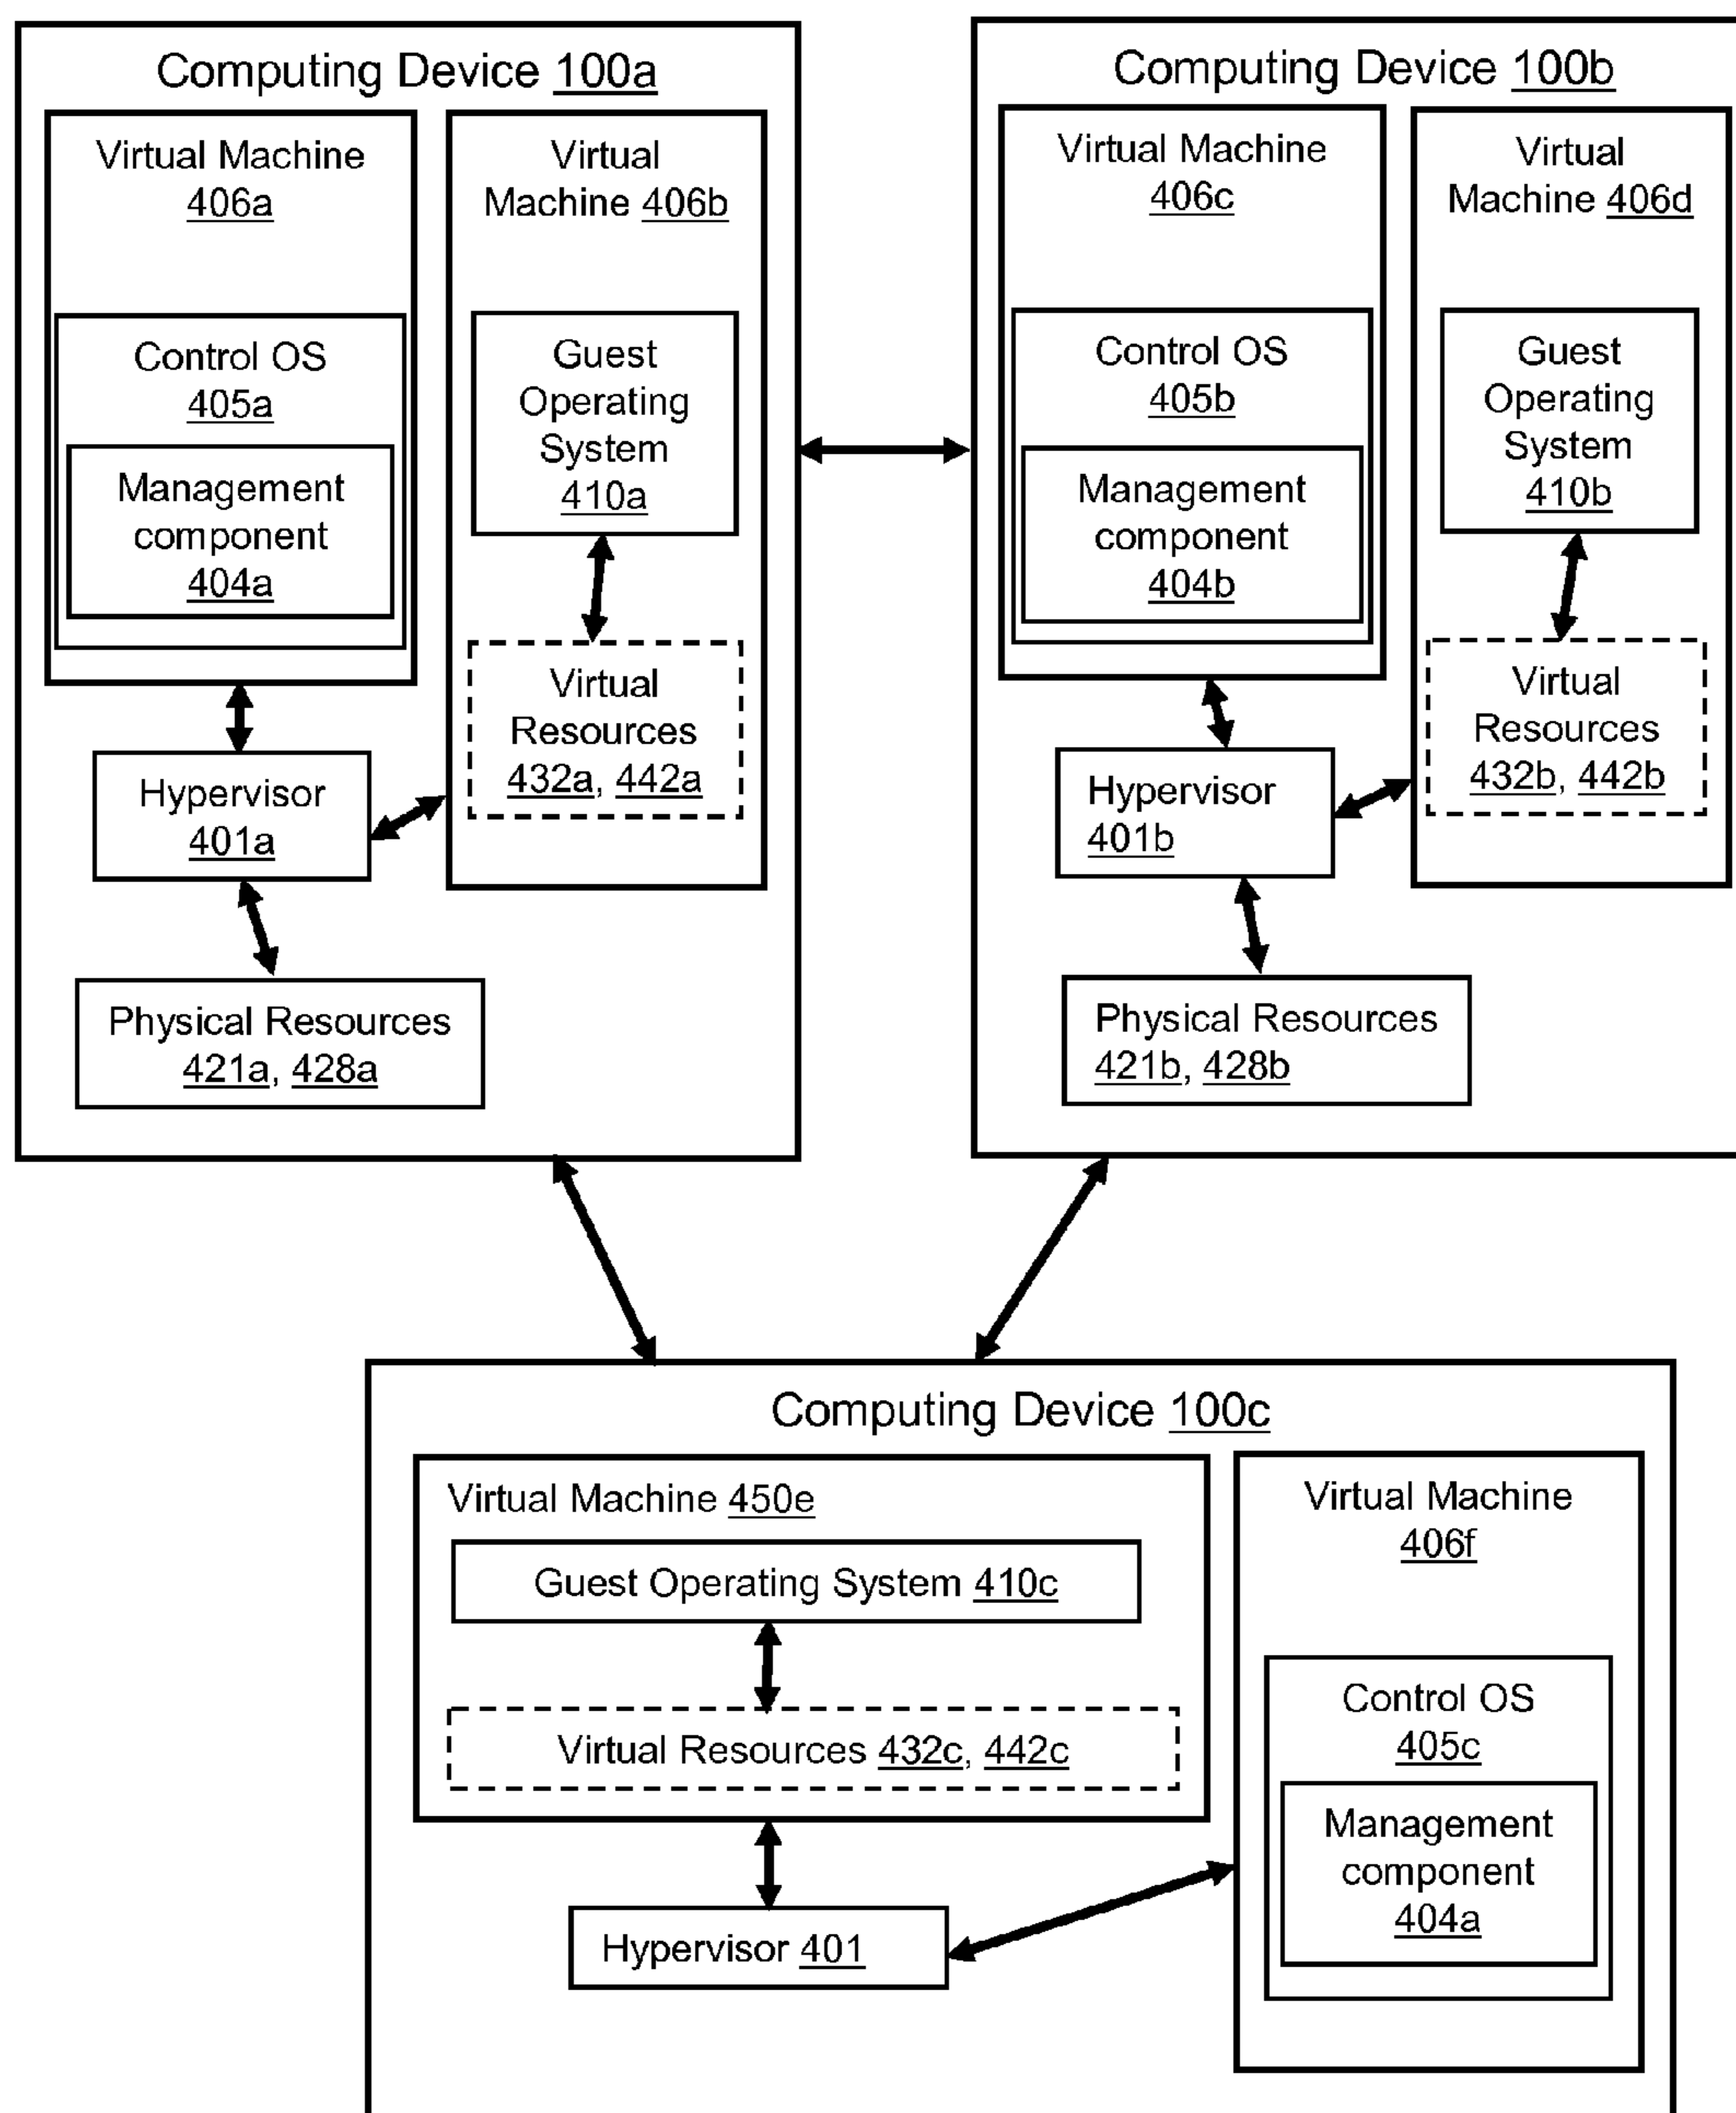 Computing Device 100a
Virtual Machine
406a
Control OS
405a
Management
component
404a
Virtual
Machine 406b
Guest
Operating
System
410a
Virtual
Resources
432a, 442a
Hypervisor
401a
Physical Resources
421a, 428a
Computing Device 100b
Virtual Machine
406c
Control OS
405b
Management
component
404b
Virtual
Machine 406d
Guest
Operating
System
410b
Virtual
Resources
432b, 442b
Hypervisor
401b
Physical Resources
421b, 428b
Computing Device 100c
Virtual Machine 450e
Guest Operating System 410c
Virtual Resources 432c, 442c
Hypervisor 401
Virtual Machine
406f
Control OS
405c
Management
component
404a